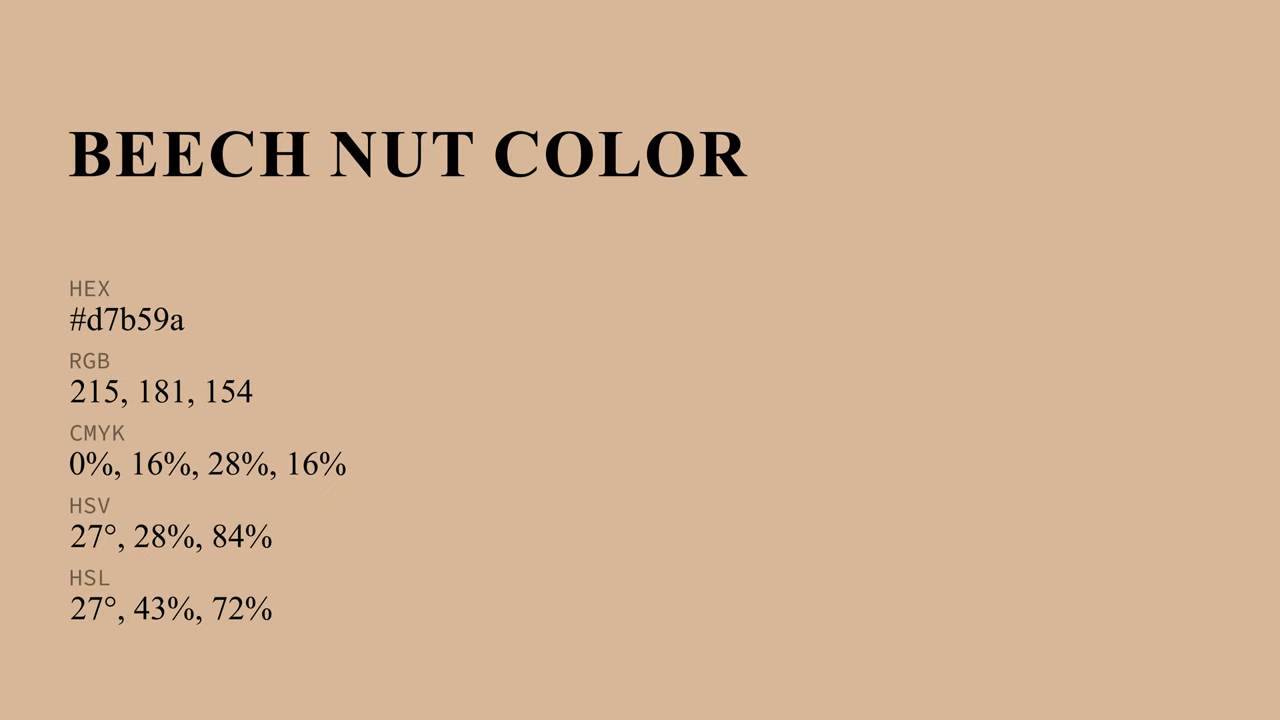 BEECH NUT COLOR
HEX
#d7b59a
RGB
215, 181, 154
CMYK
0%, 16%, 28%, 16%
HSV
27°, 28%, 84%
HSL
27°, 43%, 72%